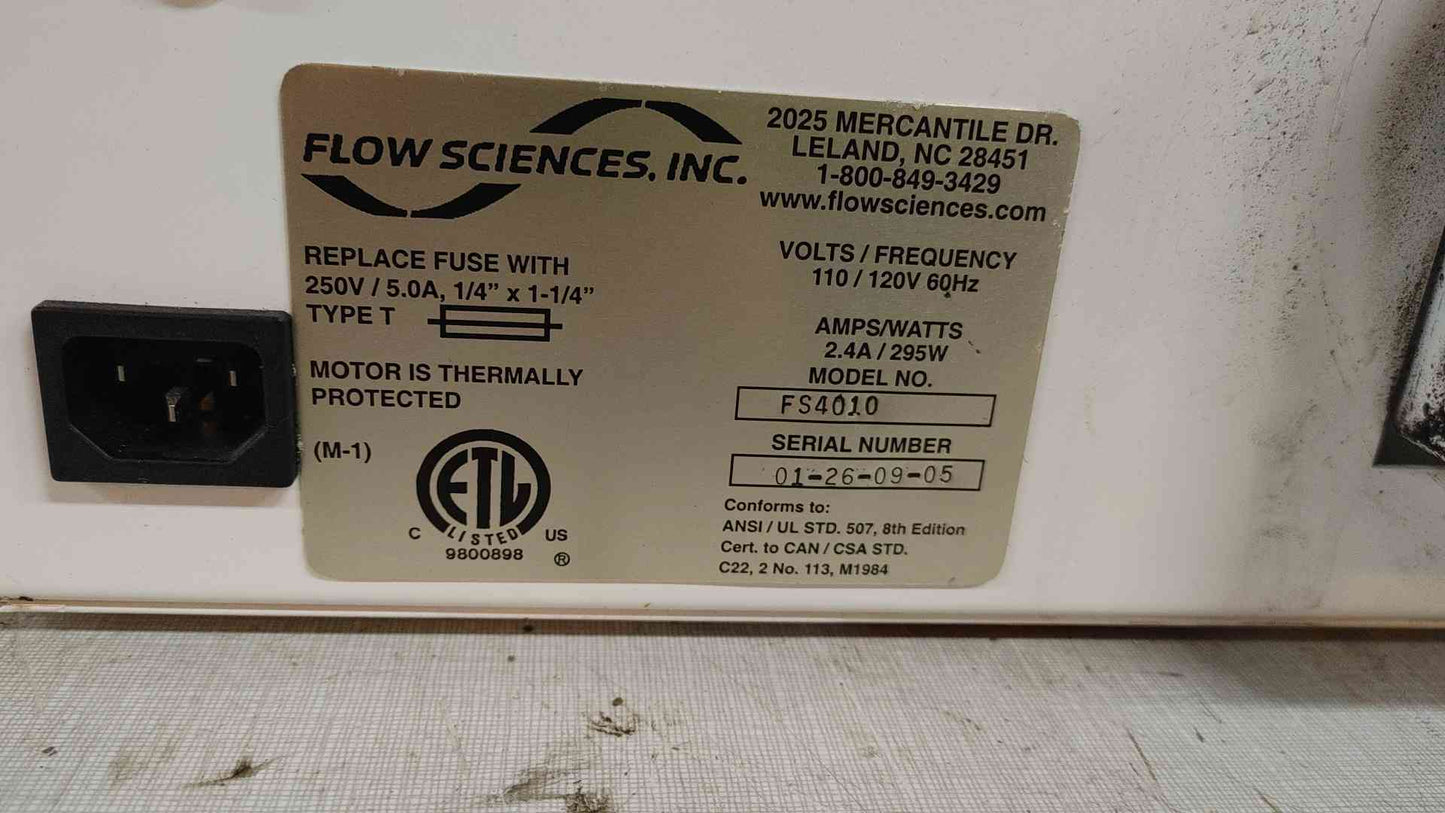 FLOW SCIENCES, INC.
2025 MERCANTILE DR.
LELAND, NC 28451
1-800-849-3429
www.flowsciences.com
REPLACE FUSE WITH
250V / 5.0A, 1/4” x 1-1/4”
TYPE T
MOTOR IS THERMALLY
PROTECTED
(M-1)
ETL
LISTED
C US
9800898 ®
VOLTS / FREQUENCY
110 / 120V 60Hz
AMPS/WATTS
2.4A / 295W
MODEL NO.
FS4010
SERIAL NUMBER
01-26-09-05
Conforms to:
ANSI / UL STD. 507, 8th Edition
Cert. to CAN / CSA STD.
C22, 2 No. 113, M1984